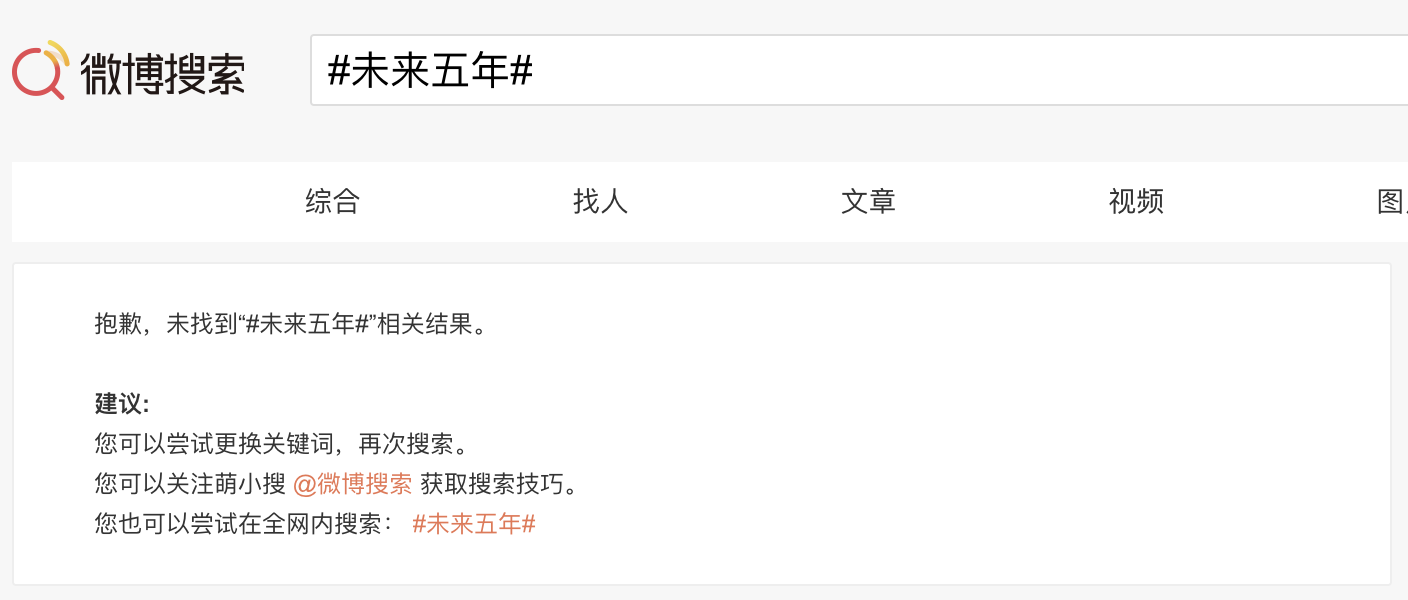 微博搜索
#未来五年#
综合 找人 文章 视频 图
抱歉，未找到“#未来五年#”相关结果。
建议:
您可以尝试更换关键词，再次搜索。
您可以关注萌小搜 @微博搜索 获取搜索技巧。
您也可以尝试在全网内搜索： #未来五年#